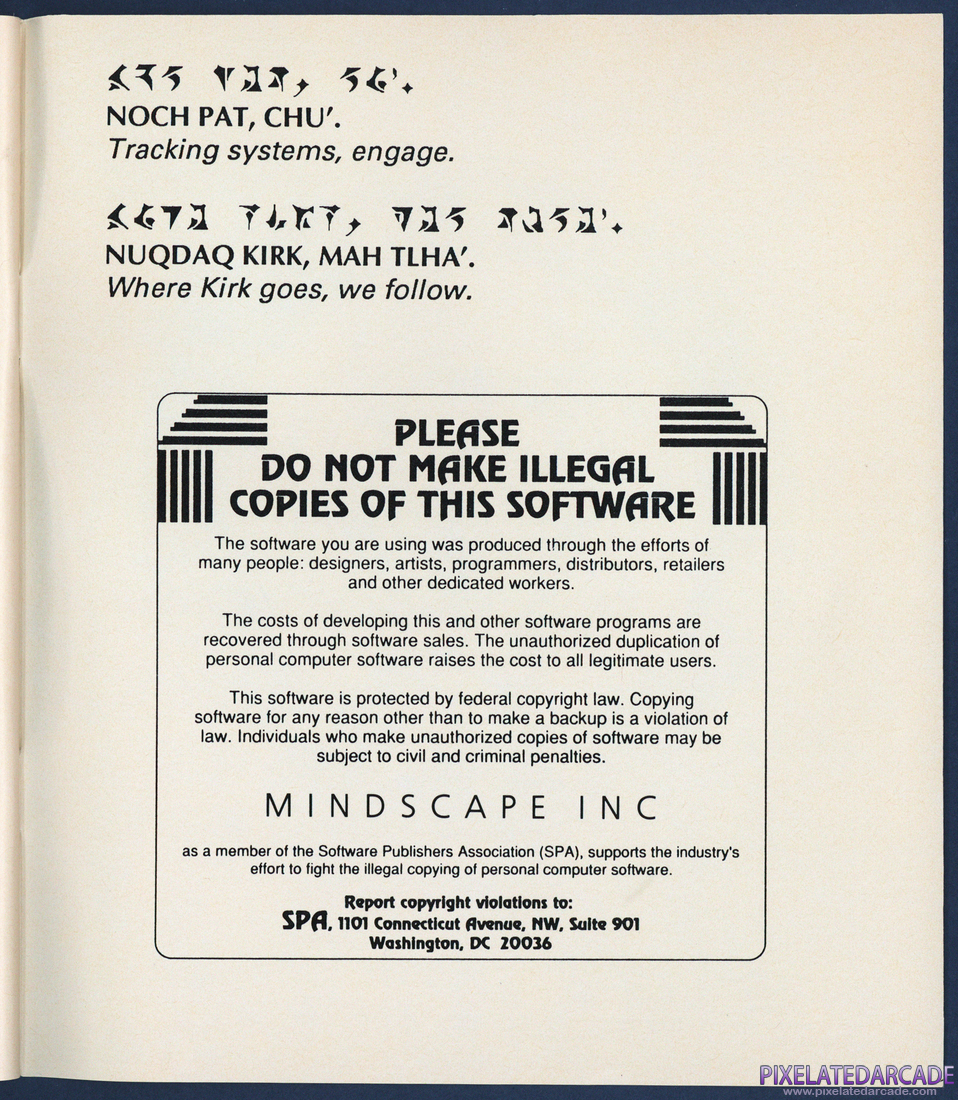 NOCH PAT, CHU’.
Tracking systems, engage.
NUQDAQ KIRK, MAH TLHA’.
Where Kirk goes, we follow.
PLEASE
DO NOT MAKE ILLEGAL
COPIES OF THIS SOFTWARE
The software you are using was produced through the efforts of
many people: designers, artists, programmers, distributors, retailers
and other dedicated workers.
The costs of developing this and other software programs are
recovered through software sales. The unauthorized duplication of
personal computer software raises the cost to all legitimate users.
This software is protected by federal copyright law. Copying
software for any reason other than to make a backup is a violation of
law. Individuals who make unauthorized copies of software may be
subject to civil and criminal penalties.
MINDSCAPE INC
as a member of the Software Publishers Association (SPA), supports the industry's
effort to fight the illegal copying of personal computer software.
Report copyright violations to:
SPA, 1101 Connecticut Avenue, NW, Suite 901
Washington, DC 20036
PIXELATEDARCADE
www.pixelatedarcade.com